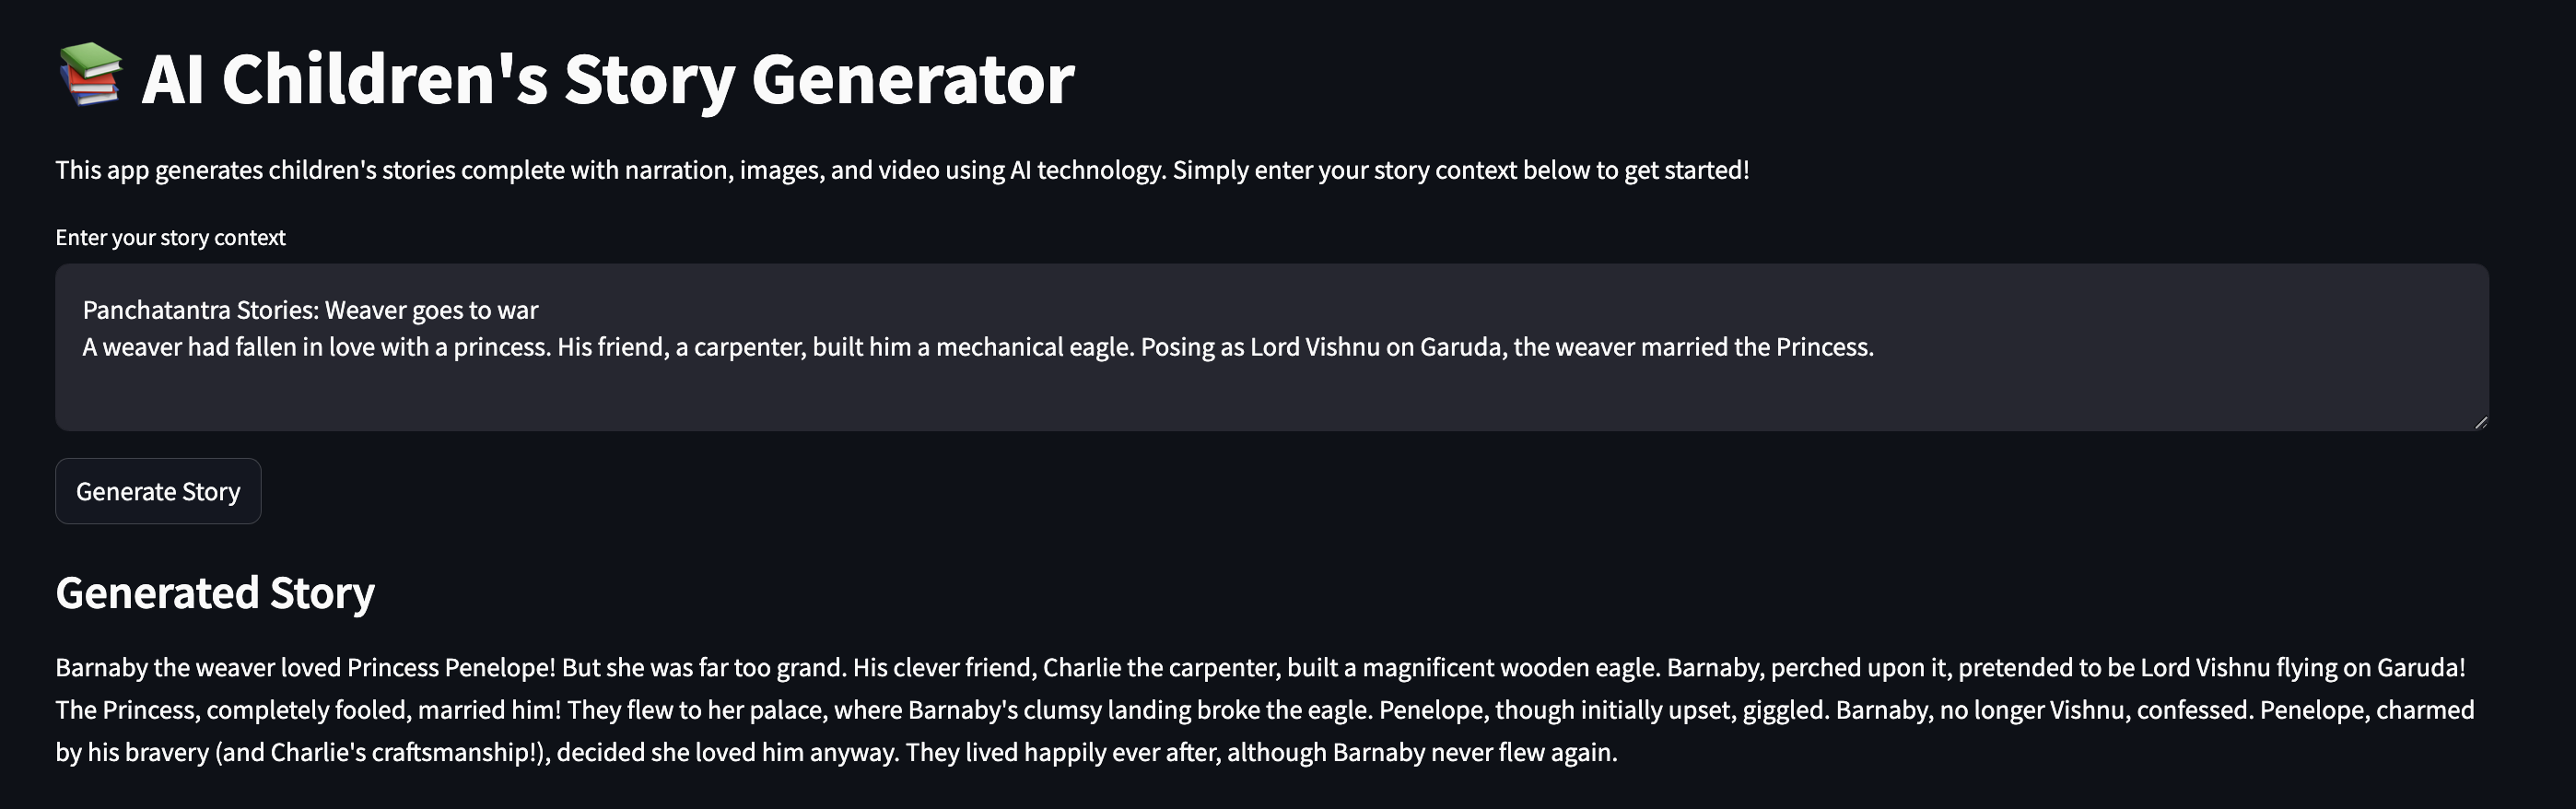 📚 AI Children's Story Generator
This app generates children's stories complete with narration, images, and video using AI technology. Simply enter your story context below to get started!
Enter your story context
Panchatantra Stories: Weaver goes to war
A weaver had fallen in love with a princess. His friend, a carpenter, built him a mechanical eagle. Posing as Lord Vishnu on Garuda, the weaver married the Princess.
Generate Story
Generated Story
Barnaby the weaver loved Princess Penelope! But she was far too grand. His clever friend, Charlie the carpenter, built a magnificent wooden eagle. Barnaby, perched upon it, pretended to be Lord Vishnu flying on Garuda!
The Princess, completely fooled, married him! They flew to her palace, where Barnaby's clumsy landing broke the eagle. Penelope, though initially upset, giggled. Barnaby, no longer Vishnu, confessed. Penelope, charmed
by his bravery (and Charlie's craftsmanship!), decided she loved him anyway. They lived happily ever after, although Barnaby never flew again.